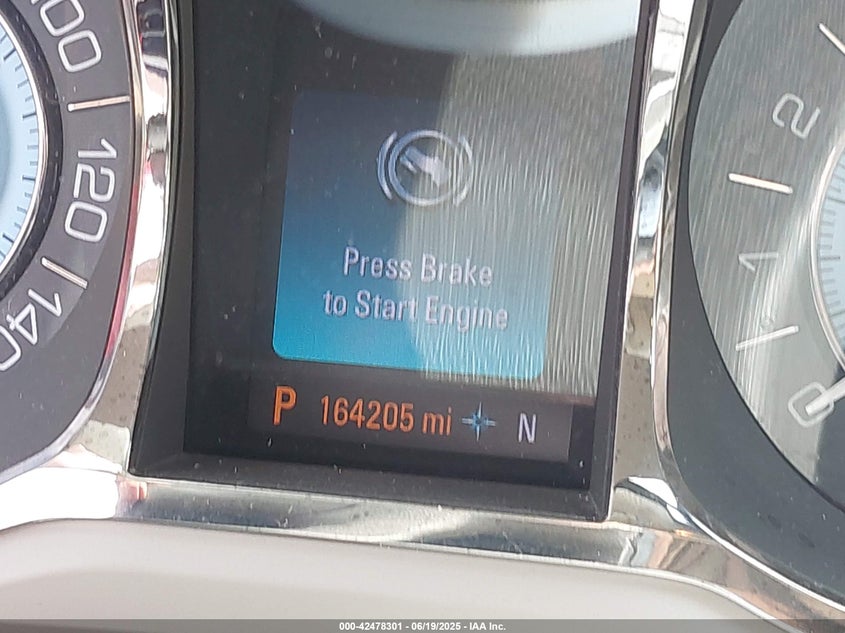 100
120
140
Press Brake
to Start Engine
P 164205 mi N
2
1
0
000-42478301 | 06/19/2025 - IAA Inc.